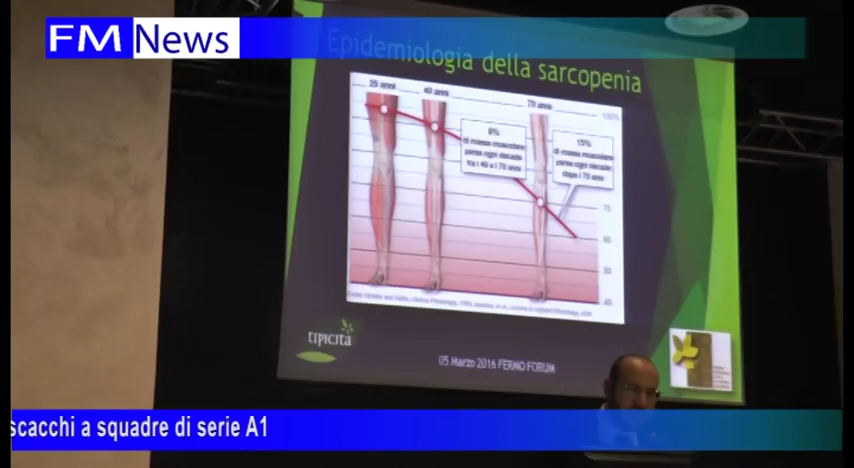 FM News
Epidemiologia della sarcopenia
25 anni
40 anni
70 anni
100%
8%
di massa muscolare
persa ogni decade
tra i 40 e i 70 anni
15%
di massa muscolare
persa ogni decade
dopo i 70 anni
70
60
50
40
tipicità
05 Marzo 2016 FERMO FORUM
scacchi a squadre di serie A1